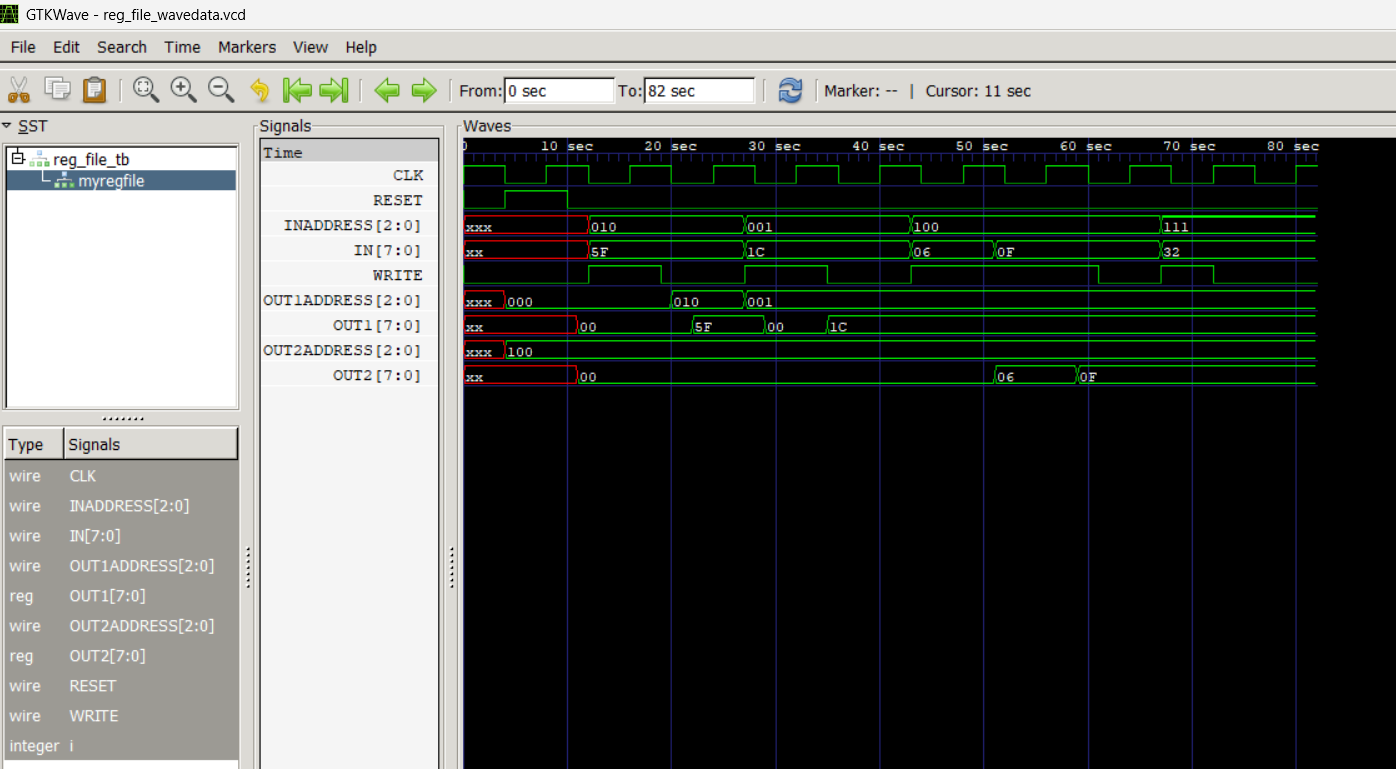 GTKWave - reg_file_wavedata.vcd
File Edit Search Time Markers View Help
From: 0 sec To: 82 sec Marker: -- | Cursor: 11 sec
SST
reg_file_tb
myregfile
Type Signals
wire CLK
wire INADDRESS[2:0]
wire IN[7:0]
wire OUT1ADDRESS[2:0]
reg OUT1[7:0]
wire OUT2ADDRESS[2:0]
reg OUT2[7:0]
wire RESET
wire WRITE
integer i
Signals
Time
CLK
RESET
INADDRESS[2:0]
IN[7:0]
WRITE
OUT1ADDRESS[2:0]
OUT1[7:0]
OUT2ADDRESS[2:0]
OUT2[7:0]
Waves
0 10 sec 20 sec 30 sec 40 sec 50 sec 60 sec 70 sec 80 sec
xxx 010 001 100 111
xx 5F 1C 06 0F 32
xxx 000 010 001
xx 00 5F 00 1C
xxx 100
xx 00 06 0F